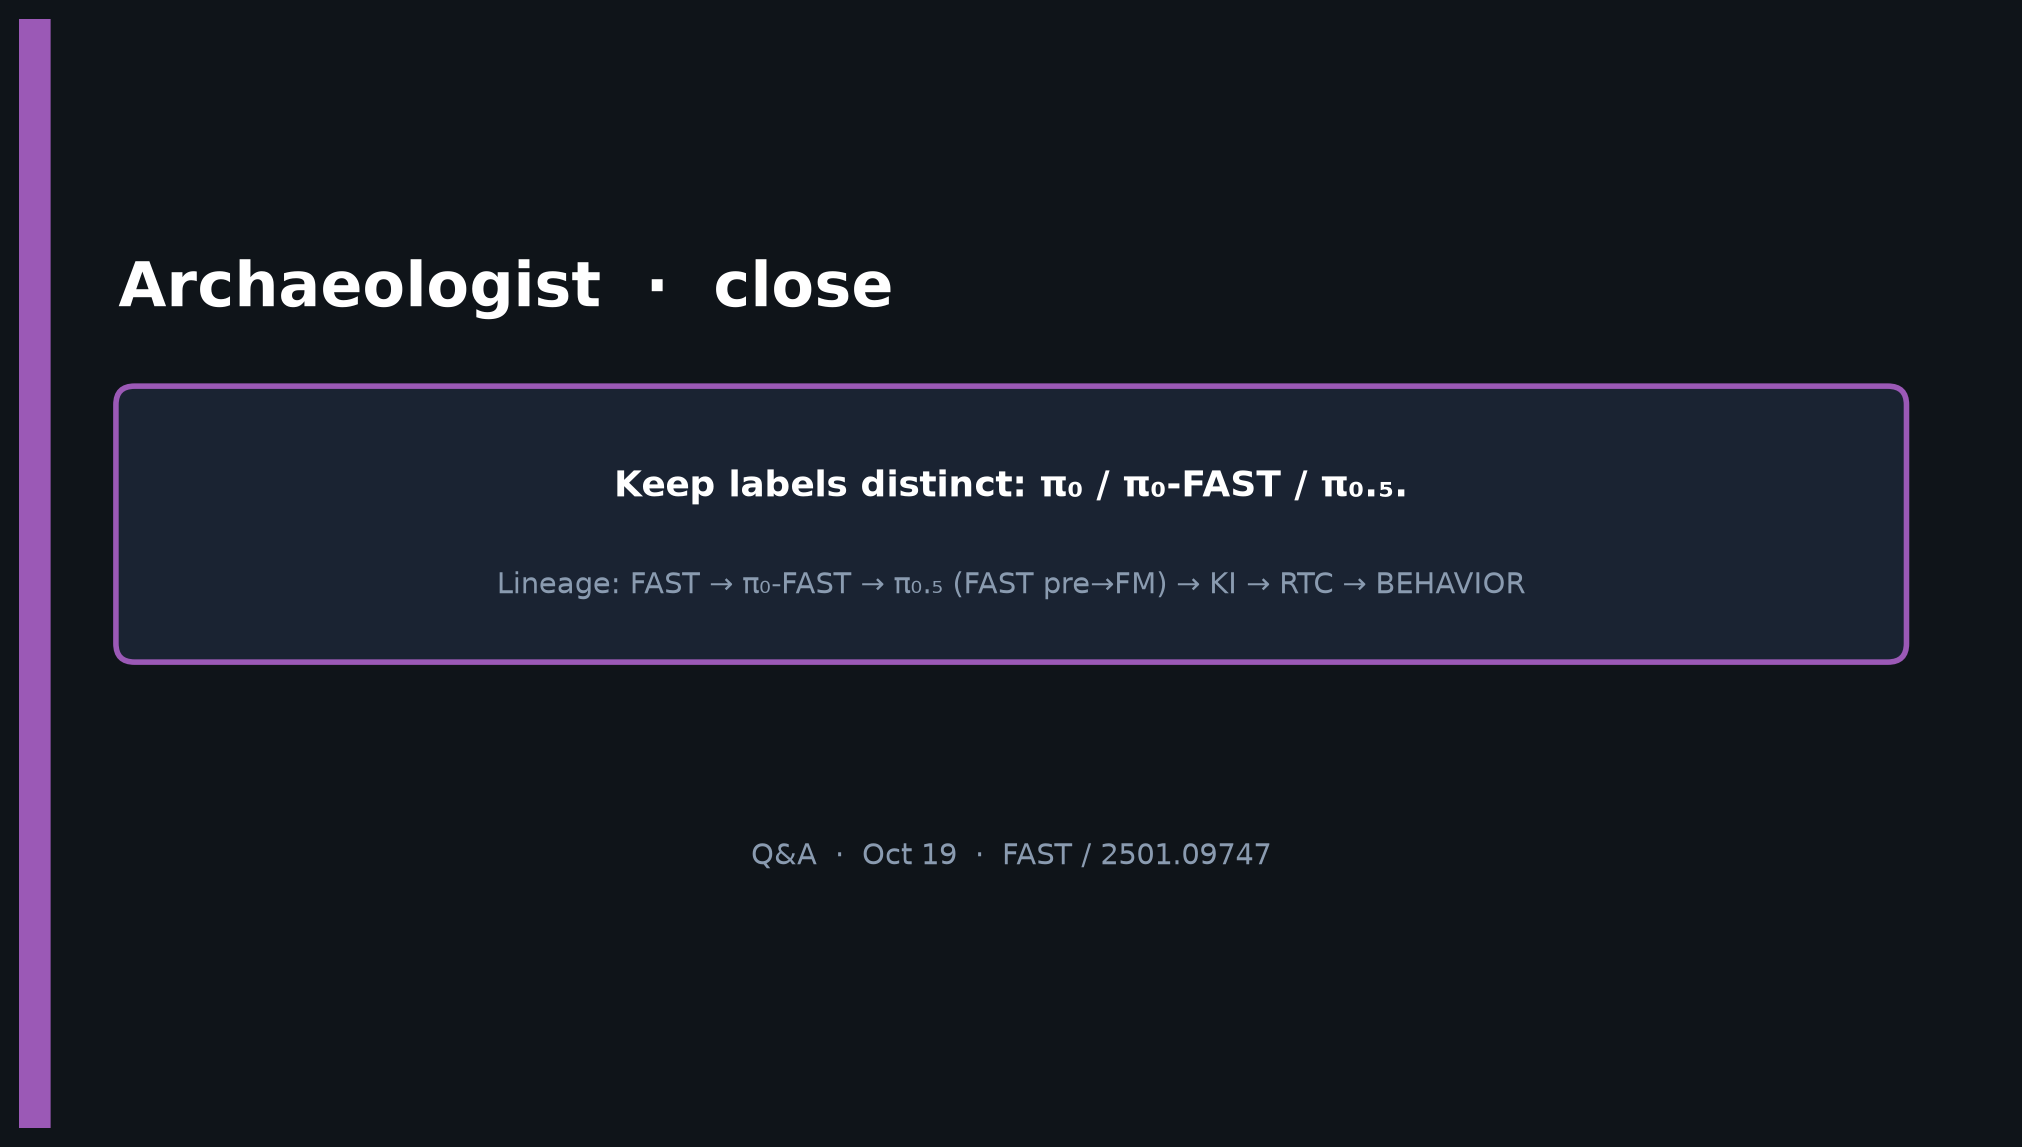 Archaeologist · close
Keep labels distinct: π₀ / π₀-FAST / π₀.₅.
Lineage: FAST → π₀-FAST → π₀.₅ (FAST pre→FM) → KI → RTC → BEHAVIOR
Q&A · Oct 19 · FAST / 2501.09747